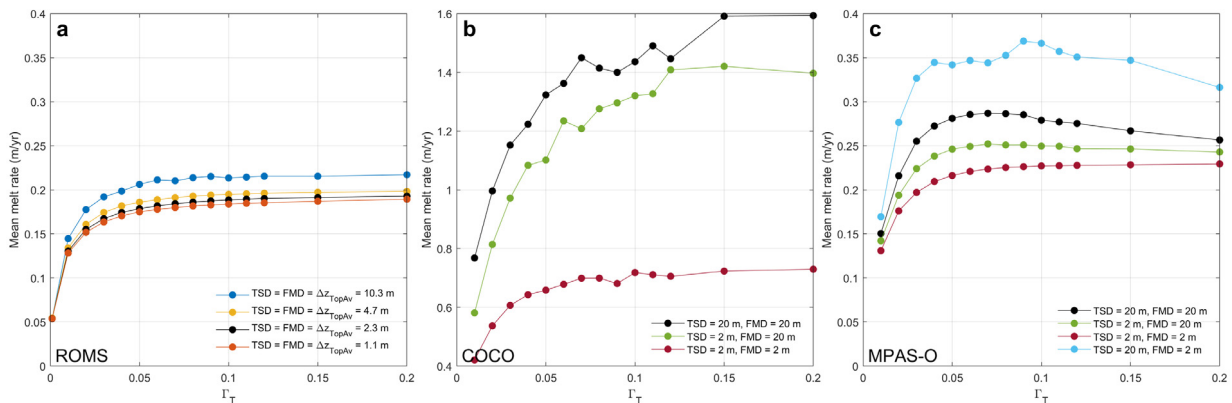 a
Mean melt rate (m/yr)
0.4
0.35
0.3
0.25
0.2
0.15
0.1
0.05
0
0
0.05
0.1
0.15
0.2
Γ_T
TSD = FMD = Δz_TopAv = 10.3 m
TSD = FMD = Δz_TopAv = 4.7 m
TSD = FMD = Δz_TopAv = 2.3 m
TSD = FMD = Δz_TopAv = 1.1 m
ROMS
b
Mean melt rate (m/yr)
1.6
1.4
1.2
1
0.8
0.6
0.4
0
0.05
0.1
0.15
0.2
Γ_T
TSD = 20 m, FMD = 20 m
TSD = 2 m, FMD = 20 m
TSD = 2 m, FMD = 2 m
COCO
c
Mean melt rate (m/yr)
0.4
0.35
0.3
0.25
0.2
0.15
0.1
0.05
0
0
0.05
0.1
0.15
0.2
Γ_T
TSD = 20 m, FMD = 20 m
TSD = 2 m, FMD = 20 m
TSD = 2 m, FMD = 2 m
TSD = 20 m, FMD = 2 m
MPAS-O